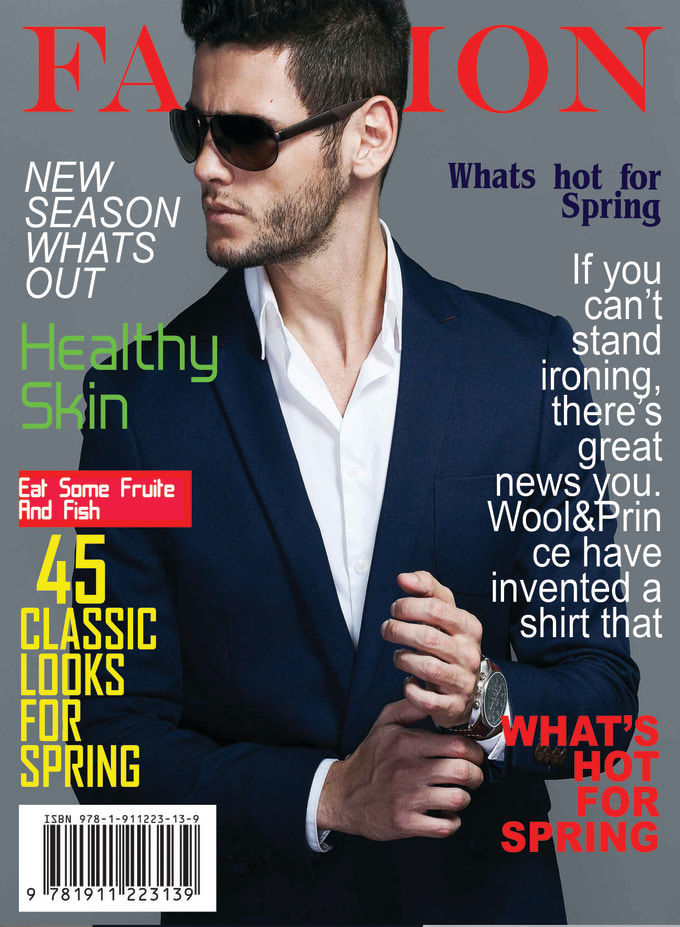 FA ION
NEW
SEASON
WHATS
OUT
Healthy
Skin
Eat Some Fruite
And Fish
45
CLASSIC
LOOKS
FOR
SPRING
ISBN 978-1-911223-13-9
9 781911 223139
Whats hot for
Spring
If you
can't
stand
ironing,
there's
great
news you.
Wool&Prin
ce have
invented a
shirt that
WHAT'S
HOT
FOR
SPRING